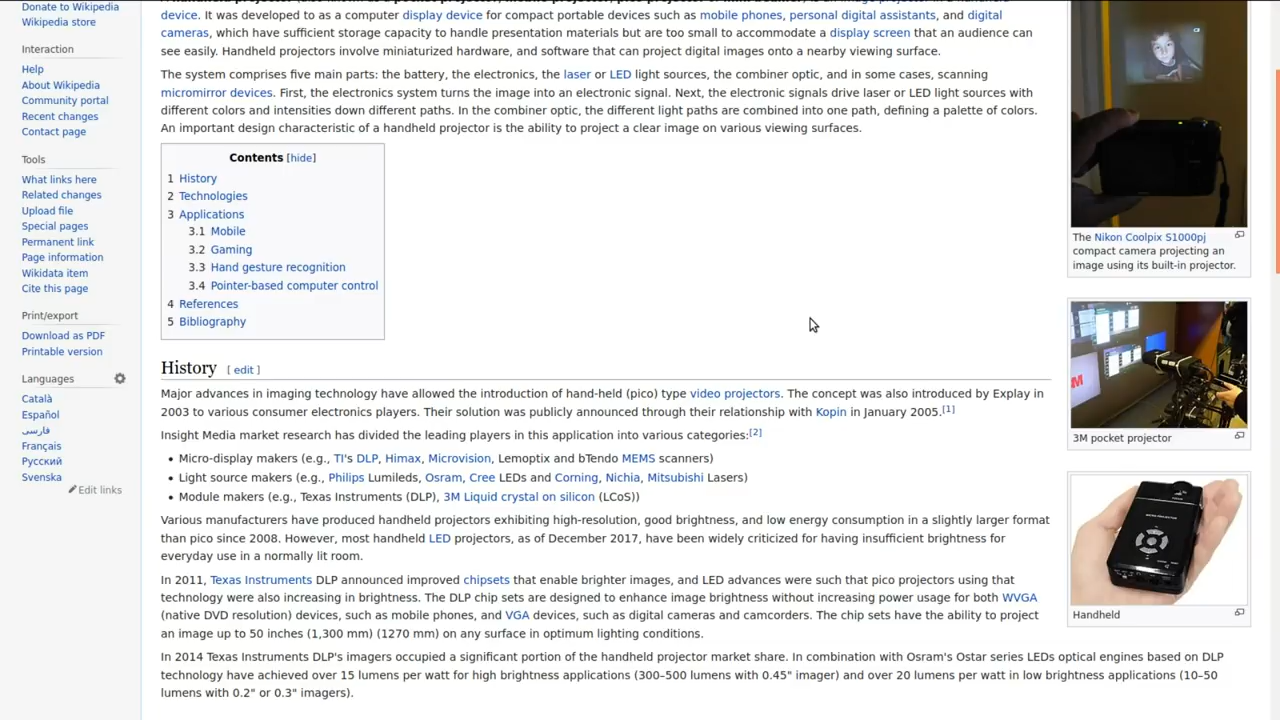 Donate to Wikipedia
Wikipedia store
Interaction
Help
About Wikipedia
Community portal
Recent changes
Contact page
Tools
What links here
Related changes
Upload file
Special pages
Permanent link
Page information
Wikidata item
Cite this page
Print/export
Download as PDF
Printable version
Languages
Català
Español
فارسی
Français
Русский
Svenska
Edit links
device. It was developed to as a computer display device for compact portable devices such as mobile phones, personal digital assistants, and digital
cameras, which have sufficient storage capacity to handle presentation materials but are too small to accommodate a display screen that an audience can
see easily. Handheld projectors involve miniaturized hardware, and software that can project digital images onto a nearby viewing surface.
The system comprises five main parts: the battery, the electronics, the laser or LED light sources, the combiner optic, and in some cases, scanning
micromirror devices. First, the electronics system turns the image into an electronic signal. Next, the electronic signals drive laser or LED light sources with
different colors and intensities down different paths. In the combiner optic, the different light paths are combined into one path, defining a palette of colors.
An important design characteristic of a handheld projector is the ability to project a clear image on various viewing surfaces.
Contents [hide]
1 History
2 Technologies
3 Applications
3.1 Mobile
3.2 Gaming
3.3 Hand gesture recognition
3.4 Pointer-based computer control
4 References
5 Bibliography
History [ edit ]
Major advances in imaging technology have allowed the introduction of hand-held (pico) type video projectors. The concept was also introduced by Explay in
2003 to various consumer electronics players. Their solution was publicly announced through their relationship with Kopin in January 2005.[1]
Insight Media market research has divided the leading players in this application into various categories:[2]
• Micro-display makers (e.g., TI's DLP, Himax, Microvision, Lemoptix and bTendo MEMS scanners)
• Light source makers (e.g., Philips Lumileds, Osram, Cree LEDs and Corning, Nichia, Mitsubishi Lasers)
• Module makers (e.g., Texas Instruments (DLP), 3M Liquid crystal on silicon (LCoS))
Various manufacturers have produced handheld projectors exhibiting high-resolution, good brightness, and low energy consumption in a slightly larger format
than pico since 2008. However, most handheld LED projectors, as of December 2017, have been widely criticized for having insufficient brightness for
everyday use in a normally lit room.
In 2011, Texas Instruments DLP announced improved chipsets that enable brighter images, and LED advances were such that pico projectors using that
technology were also increasing in brightness. The DLP chip sets are designed to enhance image brightness without increasing power usage for both WVGA
(native DVD resolution) devices, such as mobile phones, and VGA devices, such as digital cameras and camcorders. The chip sets have the ability to project
an image up to 50 inches (1,300 mm) (1270 mm) on any surface in optimum lighting conditions.
In 2014 Texas Instruments DLP's imagers occupied a significant portion of the handheld projector market share. In combination with Osram's Ostar series LEDs optical engines based on DLP
technology have achieved over 15 lumens per watt for high brightness applications (300–500 lumens with 0.45" imager) and over 20 lumens per watt in low brightness applications (10–50
lumens with 0.2" or 0.3" imagers).
The Nikon Coolpix S1000pj
compact camera projecting an
image using its built-in projector.
3M pocket projector
Handheld